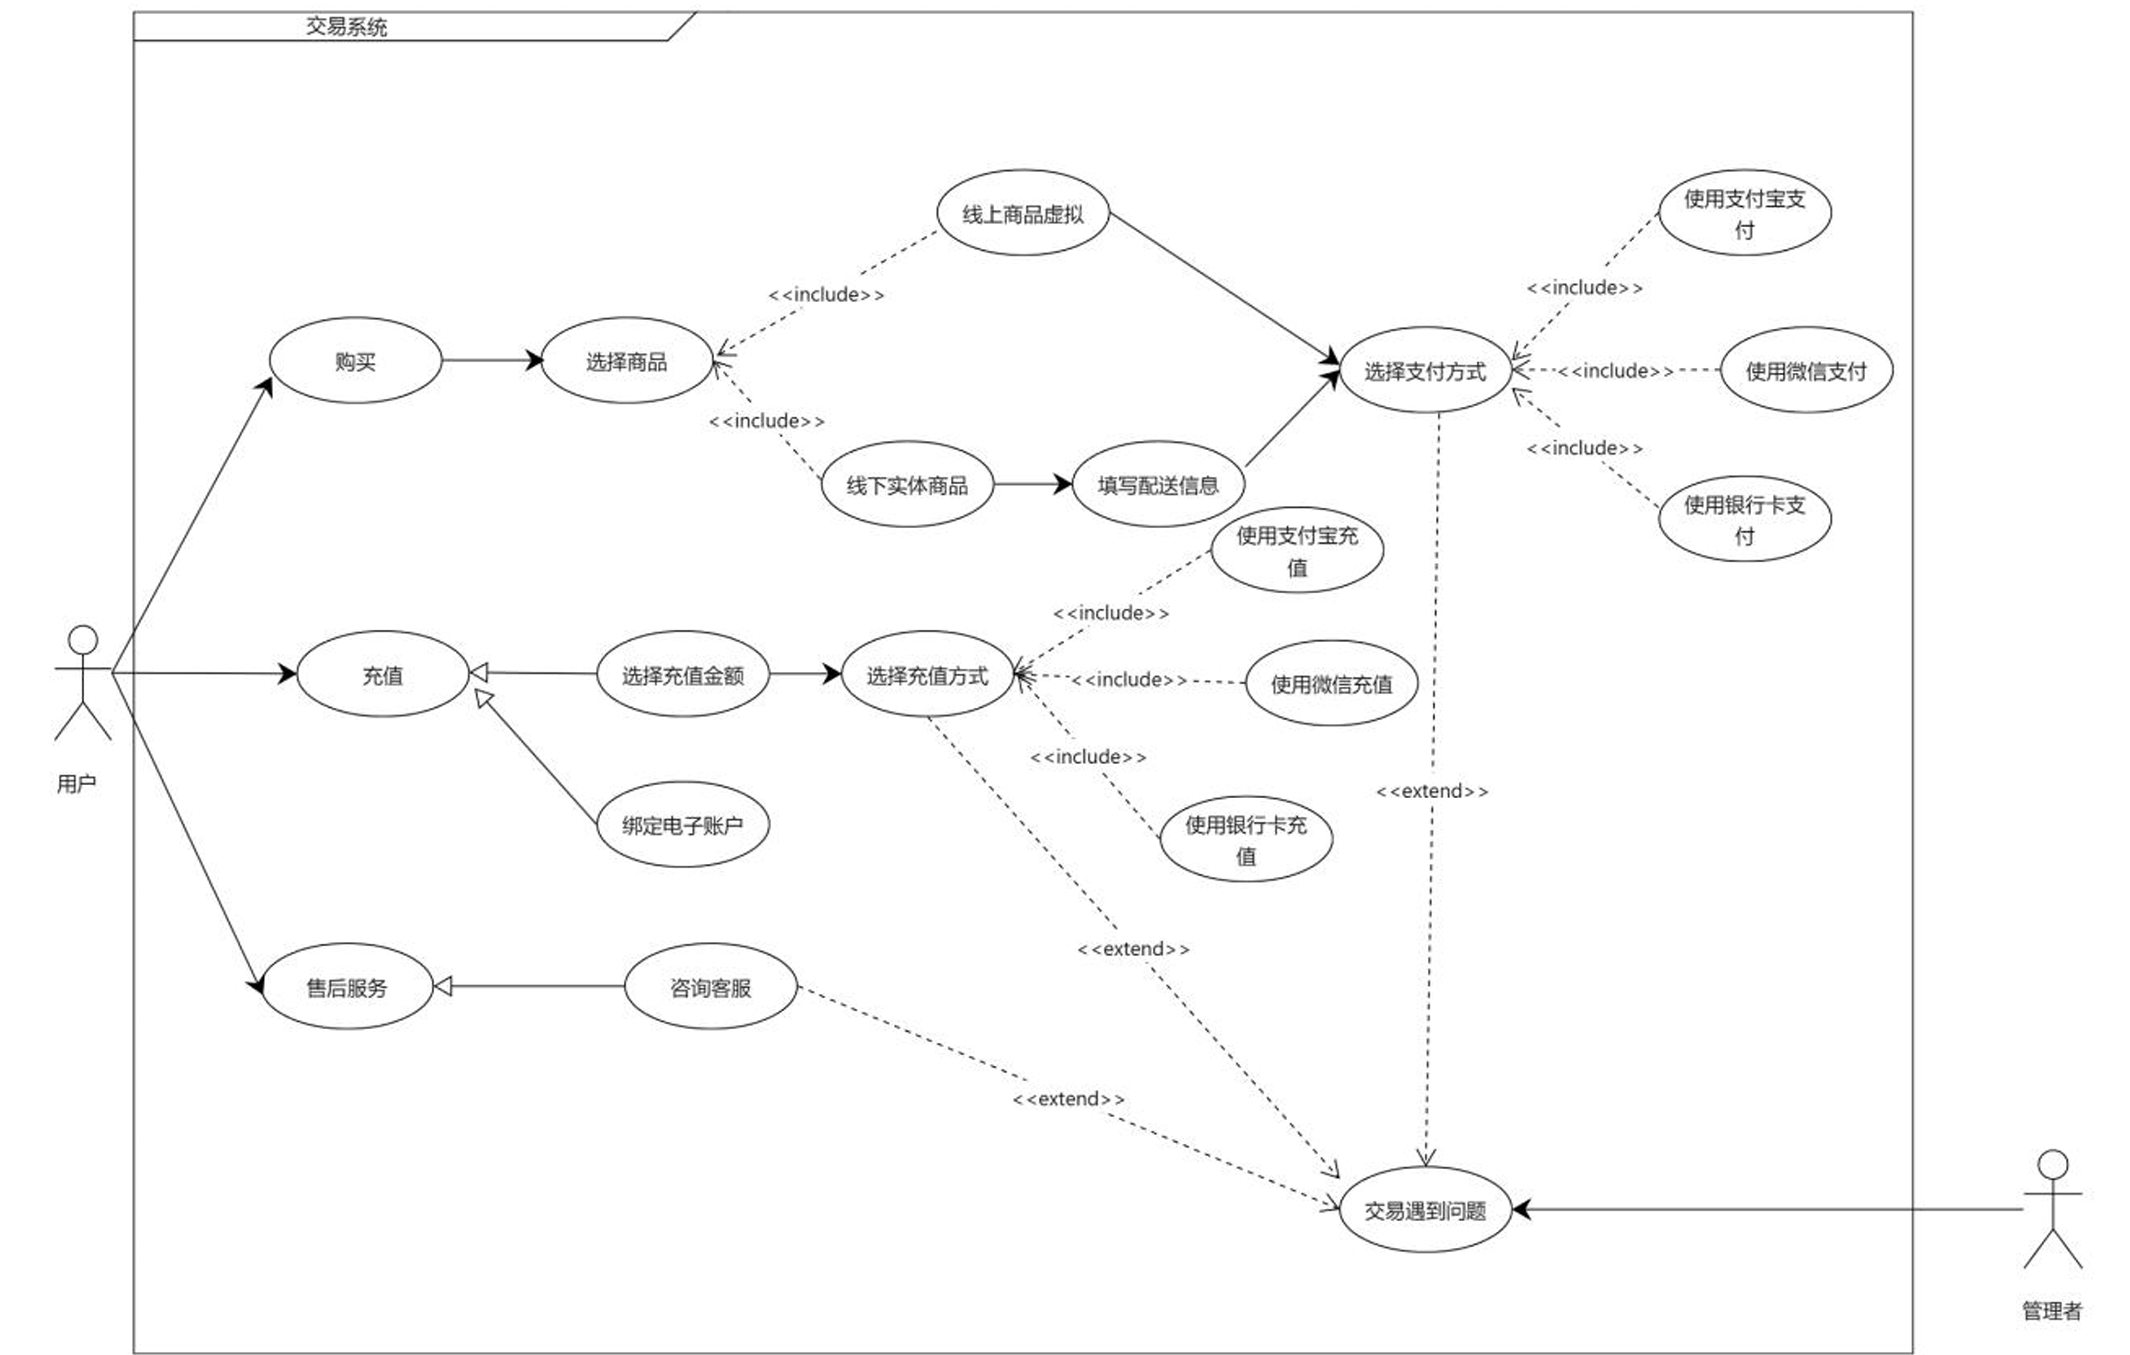 交易系统
线上商品虚拟
使用支付宝支
付
<<include>>
<<include>>
购买
选择商品
选择支付方式
<<include>>
使用微信支付
<<include>>
<<include>>
线下实体商品
填写配送信息
使用银行卡支
付
使用支付宝充
值
<<include>>
用户
充值
选择充值金额
选择充值方式
<<include>>
使用微信充值
<<include>>
<<extend>>
绑定电子账户
使用银行卡充
值
<<extend>>
售后服务
咨询客服
<<extend>>
交易遇到问题
管理者